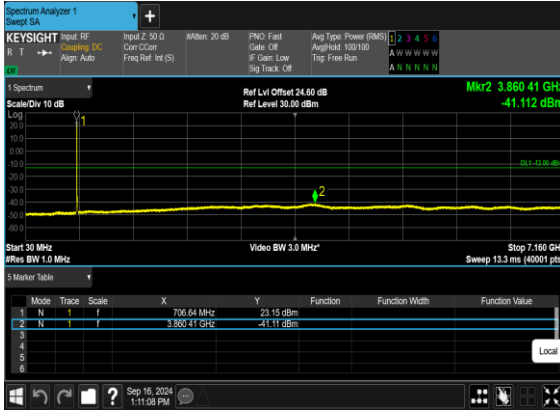 Spectrum Analyzer 1
Swept SA
+
KEYSIGHT Input: RF Input Z: 50 Ω #Atten: 20 dB PNO: Fast Avg Type: Power (RMS) 1 2 3 4 5 6
R T Coupling: DC Corr CCorr Gate: Off Avg|Hold: 100/100 A W W W W W
Align: Auto Freq Ref: Int (S) IF Gain: Low Trig: Free Run A N N N N N
Sig Track: Off
1 Spectrum
Ref Lvl Offset 24.60 dB Mkr2 3.860 41 GHz
Scale/Div 10 dB Ref Level 30.00 dBm -41.112 dBm
Log
1
20.0
10.0
0.00
-10.0
DL1 -13.00 dBm
-20.0
-30.0
2
-40.0
-50.0
-60.0
Start 30 MHz Video BW 3.0 MHz* Stop 7.160 GHz
#Res BW 1.0 MHz Sweep 13.3 ms (40001 pts)
5 Marker Table
Mode Trace Scale X Y Function Function Width Function Value
1 N 1 f 706.64 MHz 23.15 dBm
2 N 1 f 3.860 41 GHz -41.11 dBm
3
4
5
6
Local
? Sep 16, 2024
1:11:08 PM